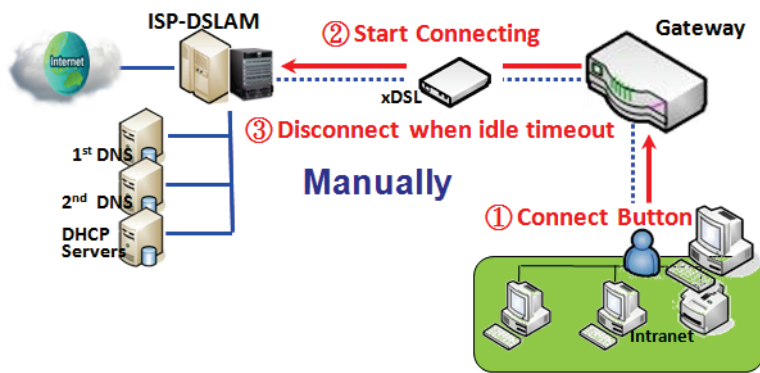 ISP-DSLAM
② Start Connecting
Gateway
Internet
xDSL
③ Disconnect when idle timeout
1st DNS
Manually
2nd DNS
① Connect Button
DHCP
Servers
Intranet